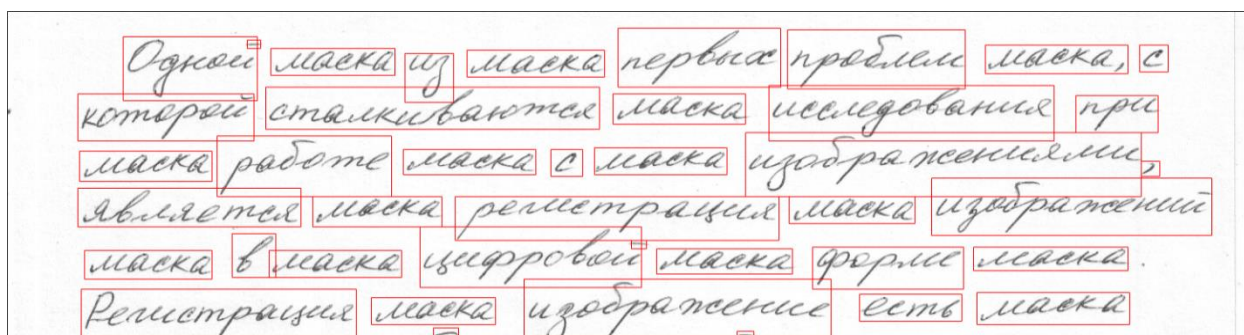 Одной маска из маска первых проблем маска, с
которой сталкиваются маска исследования при
маска работе маска с маска изображениями,
является маска регистрация маска изображений
маска в маска цифровой маска форме маска.
Регистрация маска изображение есть маска